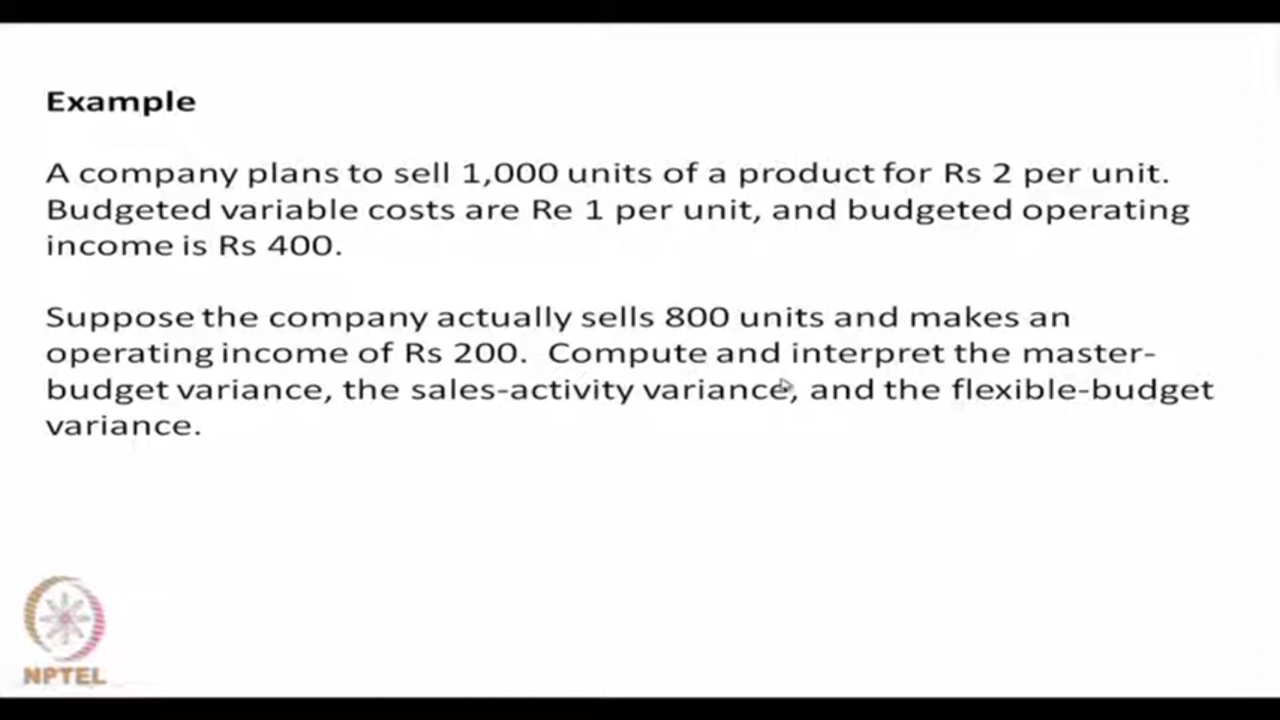 Example
A company plans to sell 1,000 units of a product for Rs 2 per unit.
Budgeted variable costs are Re 1 per unit, and budgeted operating
income is Rs 400.
Suppose the company actually sells 800 units and makes an
operating income of Rs 200.  Compute and interpret the master-
budget variance, the sales-activity variance, and the flexible-budget
variance.
NPTEL